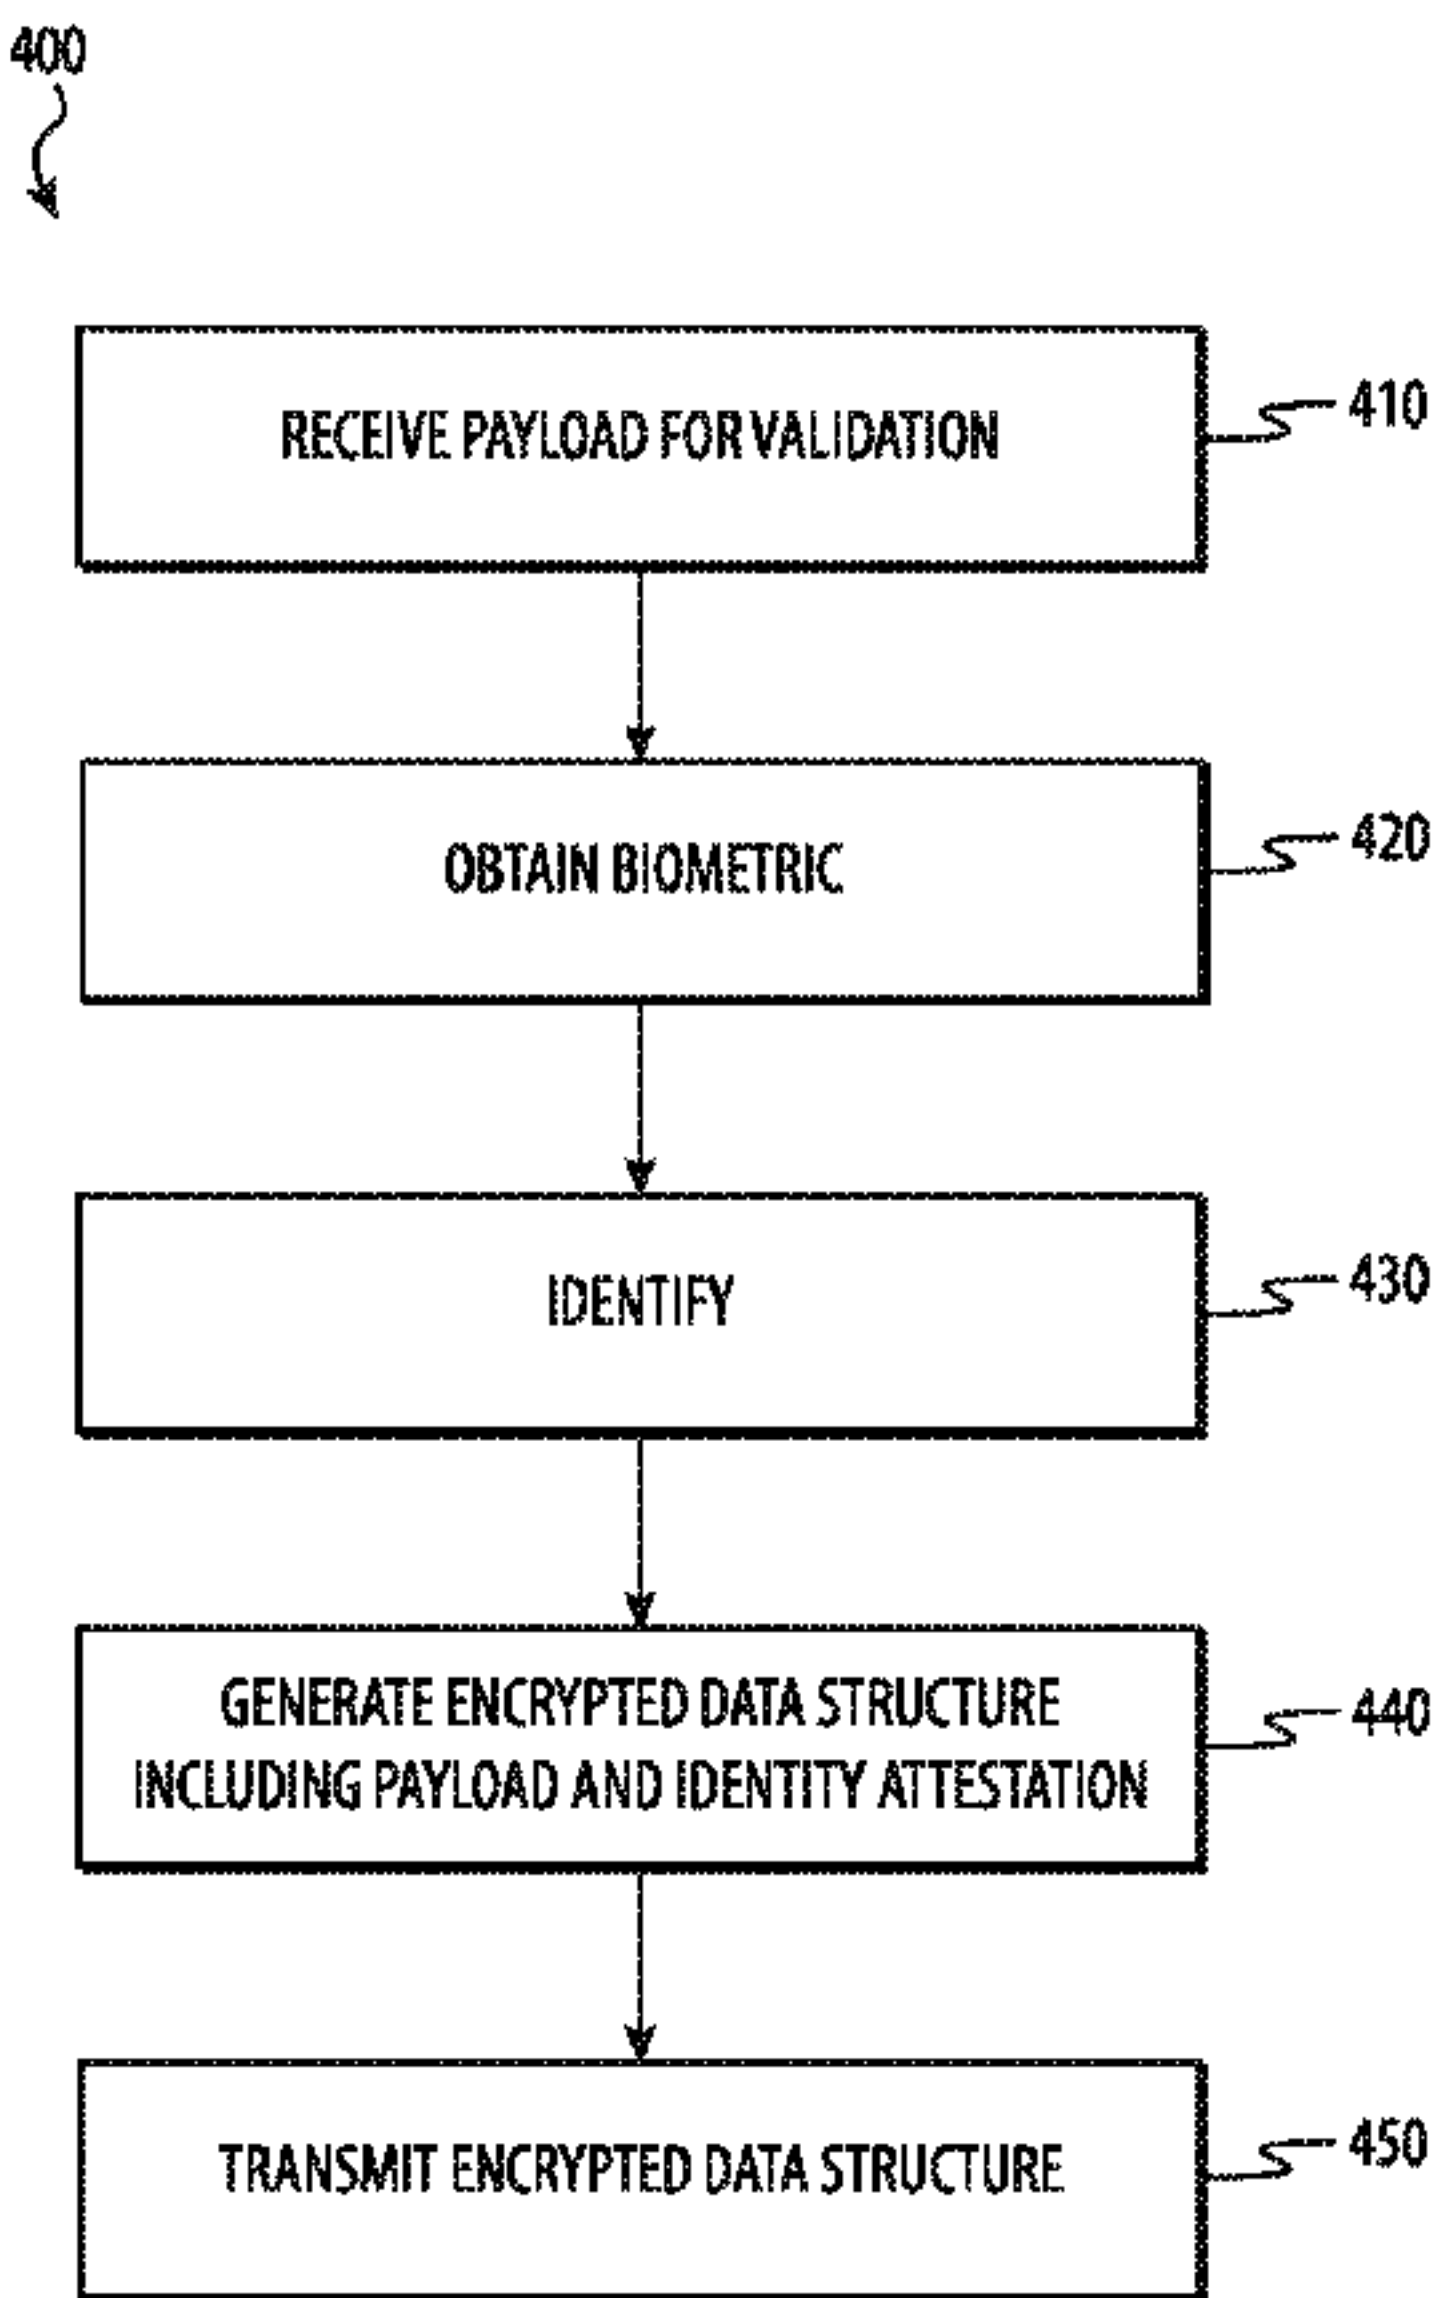 400
RECEIVE PAYLOAD FOR VALIDATION
410
OBTAIN BIOMETRIC
420
IDENTIFY
430
GENERATE ENCRYPTED DATA STRUCTURE
INCLUDING PAYLOAD AND IDENTITY ATTESTATION
440
TRANSMIT ENCRYPTED DATA STRUCTURE
450